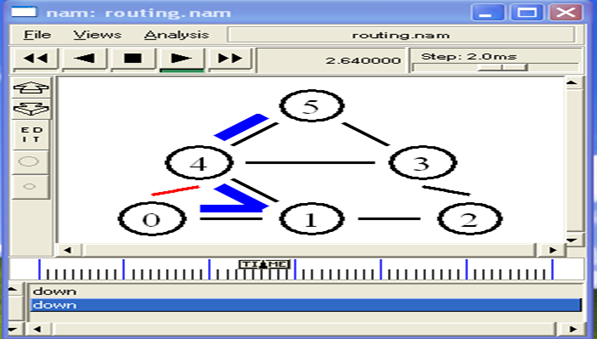 nam: routing.nam
File Views Analysis routing.nam
2.640000 Step: 2.0ms
E D
I T
5
4 3
0 1 2
TIME
down
down